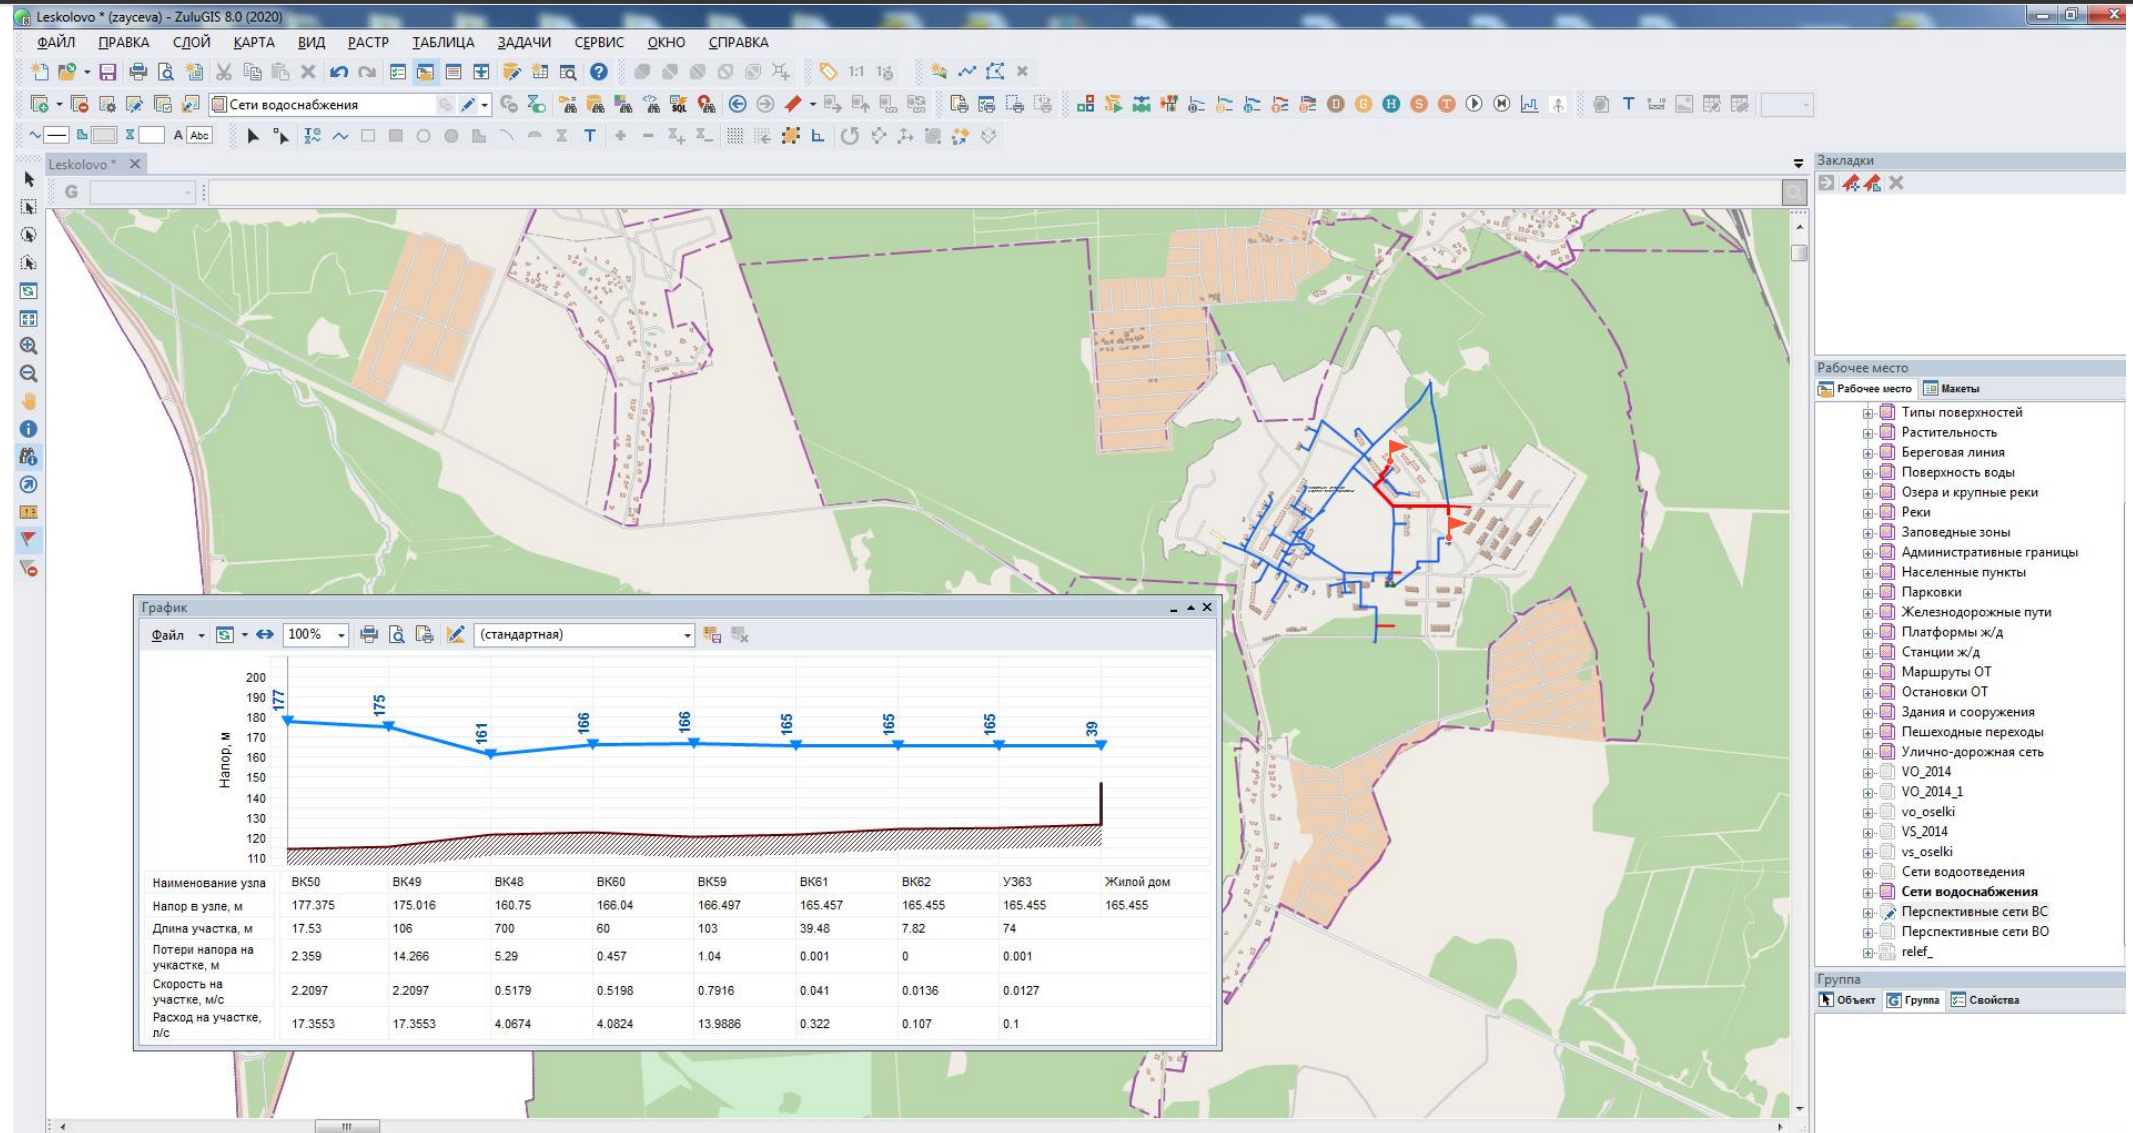 Leskolovo * (zayceva) - ZuluGIS 8.0 (2020)
ФАЙЛ ПРАВКА СЛОЙ КАРТА ВИД РАСТР ТАБЛИЦА ЗАДАЧИ СЕРВИС ОКНО СПРАВКА
1:1
Сети водоснабжения
SQL
D G H S T
A Abc
Leskolovo *
G
Закладки
Рабочее место
Рабочее место Макеты
Типы поверхностей
Растительность
Береговая линия
Поверхность воды
Озера и крупные реки
Реки
Заповедные зоны
Административные границы
Населенные пункты
Парковки
Железнодорожные пути
Платформы ж/д
Станции ж/д
Маршруты ОТ
Остановки ОТ
Здания и сооружения
Пешеходные переходы
Улично-дорожная сеть
VO_2014
VO_2014_1
vo_oselki
VS_2014
vs_oselki
Сети водоотведения
Сети водоснабжения
Перспективные сети ВС
Перспективные сети ВО
relef_
Группа
Объект Группа Свойства
График
Файл 100% (стандартная)
Напор, м
200
190
180
170
160
150
140
130
120
110
177 175 161 166 166 165 165 165 39
Наименование узла ВК50 ВК49 ВК48 ВК60 ВК59 ВК61 ВК62 УЗ63 Жилой дом
Напор в узле, м 177.375 175.016 160.75 166.04 166.497 165.457 165.455 165.455 165.455
Длина участка, м 17.53 106 700 60 103 39.48 7.82 74
Потери напора на
учкастке, м 2.359 14.266 5.29 0.457 1.04 0.001 0 0.001
Скорость на
участке, м/с 2.2097 2.2097 0.5179 0.5198 0.7916 0.041 0.0136 0.0127
Расход на участке,
л/с 17.3553 17.3553 4.0674 4.0824 13.9886 0.322 0.107 0.1